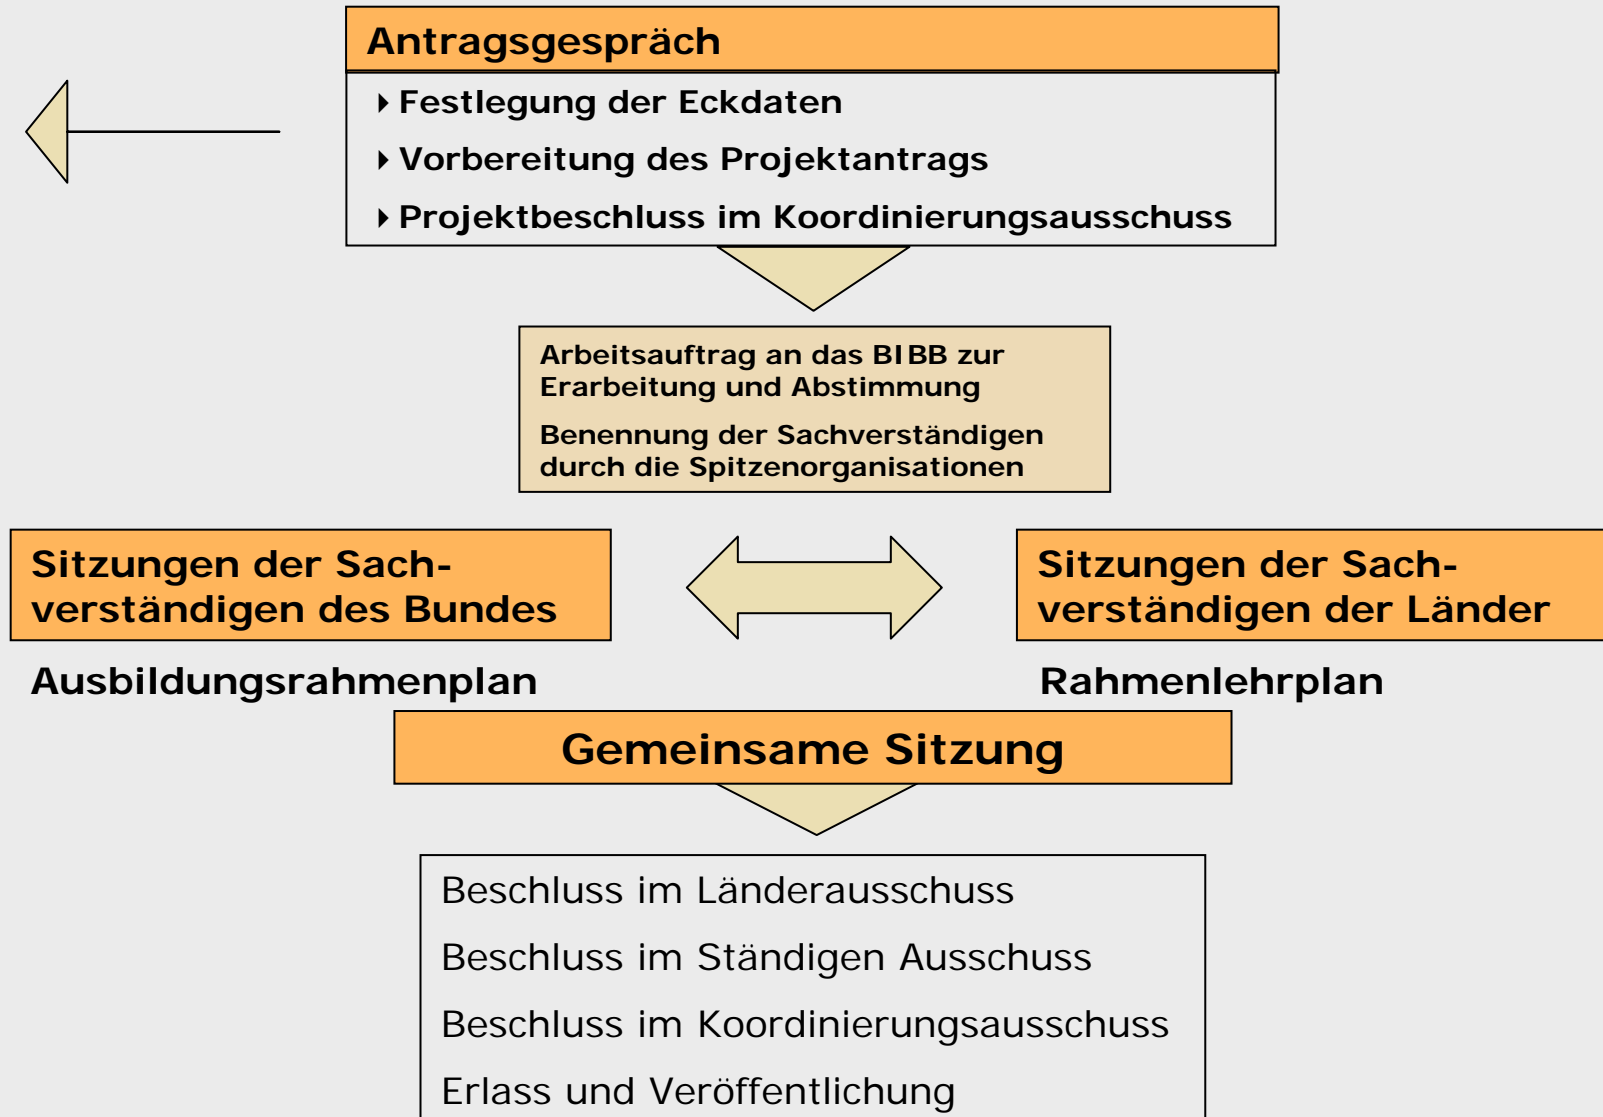 Antragsgespräch
Festlegung der Eckdaten
Vorbereitung des Projektantrags
Projektbeschluss im Koordinierungsausschuss
Arbeitsauftrag an das BIBB zur
Erarbeitung und Abstimmung
Benennung der Sachverständigen
durch die Spitzenorganisationen
Sitzungen der Sach-
verständigen des Bundes
Sitzungen der Sach-
verständigen der Länder
Ausbildungsrahmenplan
Rahmenlehrplan
Gemeinsame Sitzung
Beschluss im Länderausschuss
Beschluss im Ständigen Ausschuss
Beschluss im Koordinierungsausschuss
Erlass und Veröffentlichung